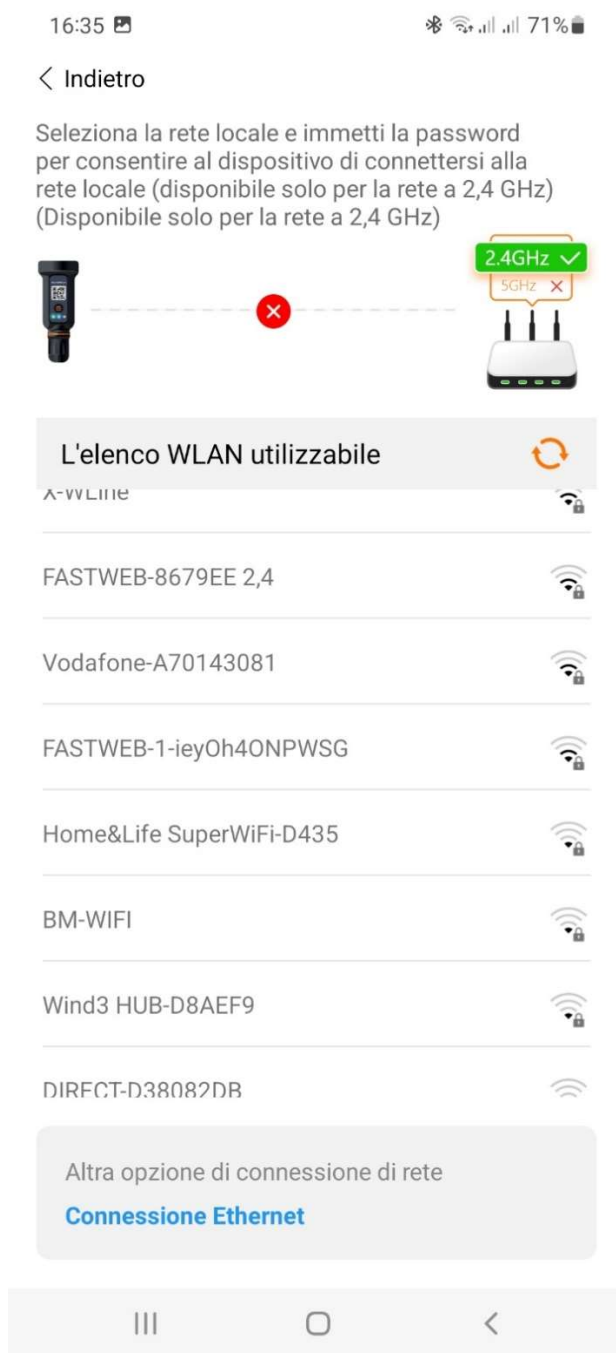 16:35
71%
Indietro
Seleziona la rete locale e immetti la password
per consentire al dispositivo di connettersi alla
rete locale (disponibile solo per la rete a 2,4 GHz)
(Disponibile solo per la rete a 2,4 GHz)
2.4GHz
5GHz
L'elenco WLAN utilizzabile
X-WLine
FASTWEB-8679EE 2,4
Vodafone-A70143081
FASTWEB-1-ieyOh4ONPWSG
Home&Life SuperWiFi-D435
BM-WIFI
Wind3 HUB-D8AEF9
DIRECT-D38082DB
Altra opzione di connessione di rete
Connessione Ethernet